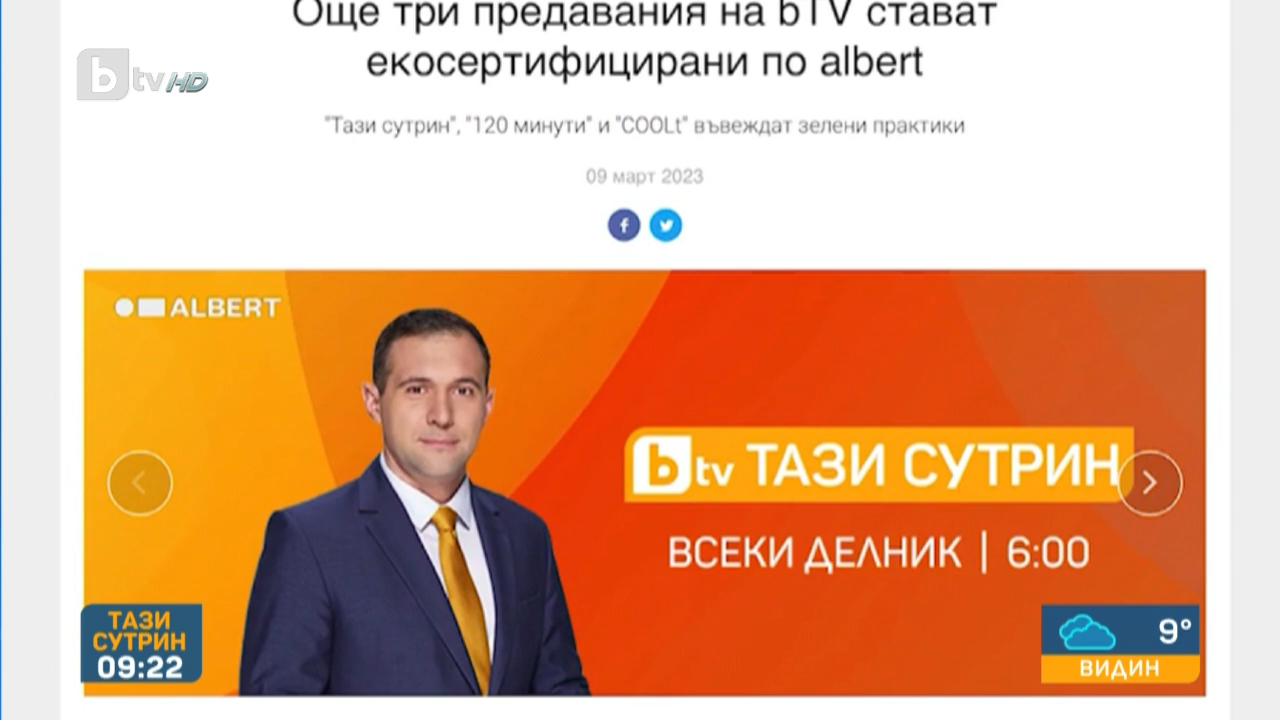 Още три предавания на bTV стават
екосертифицирани по albert
btv HD
"Тази сутрин", "120 минути" и "COOLt" въвеждат зелени практики
09 март 2023
ALBERT
btv ТАЗИ СУТРИН
ВСЕКИ ДЕЛНИК | 6:00
ТАЗИ
СУТРИН
09:22
9°
ВИДИН